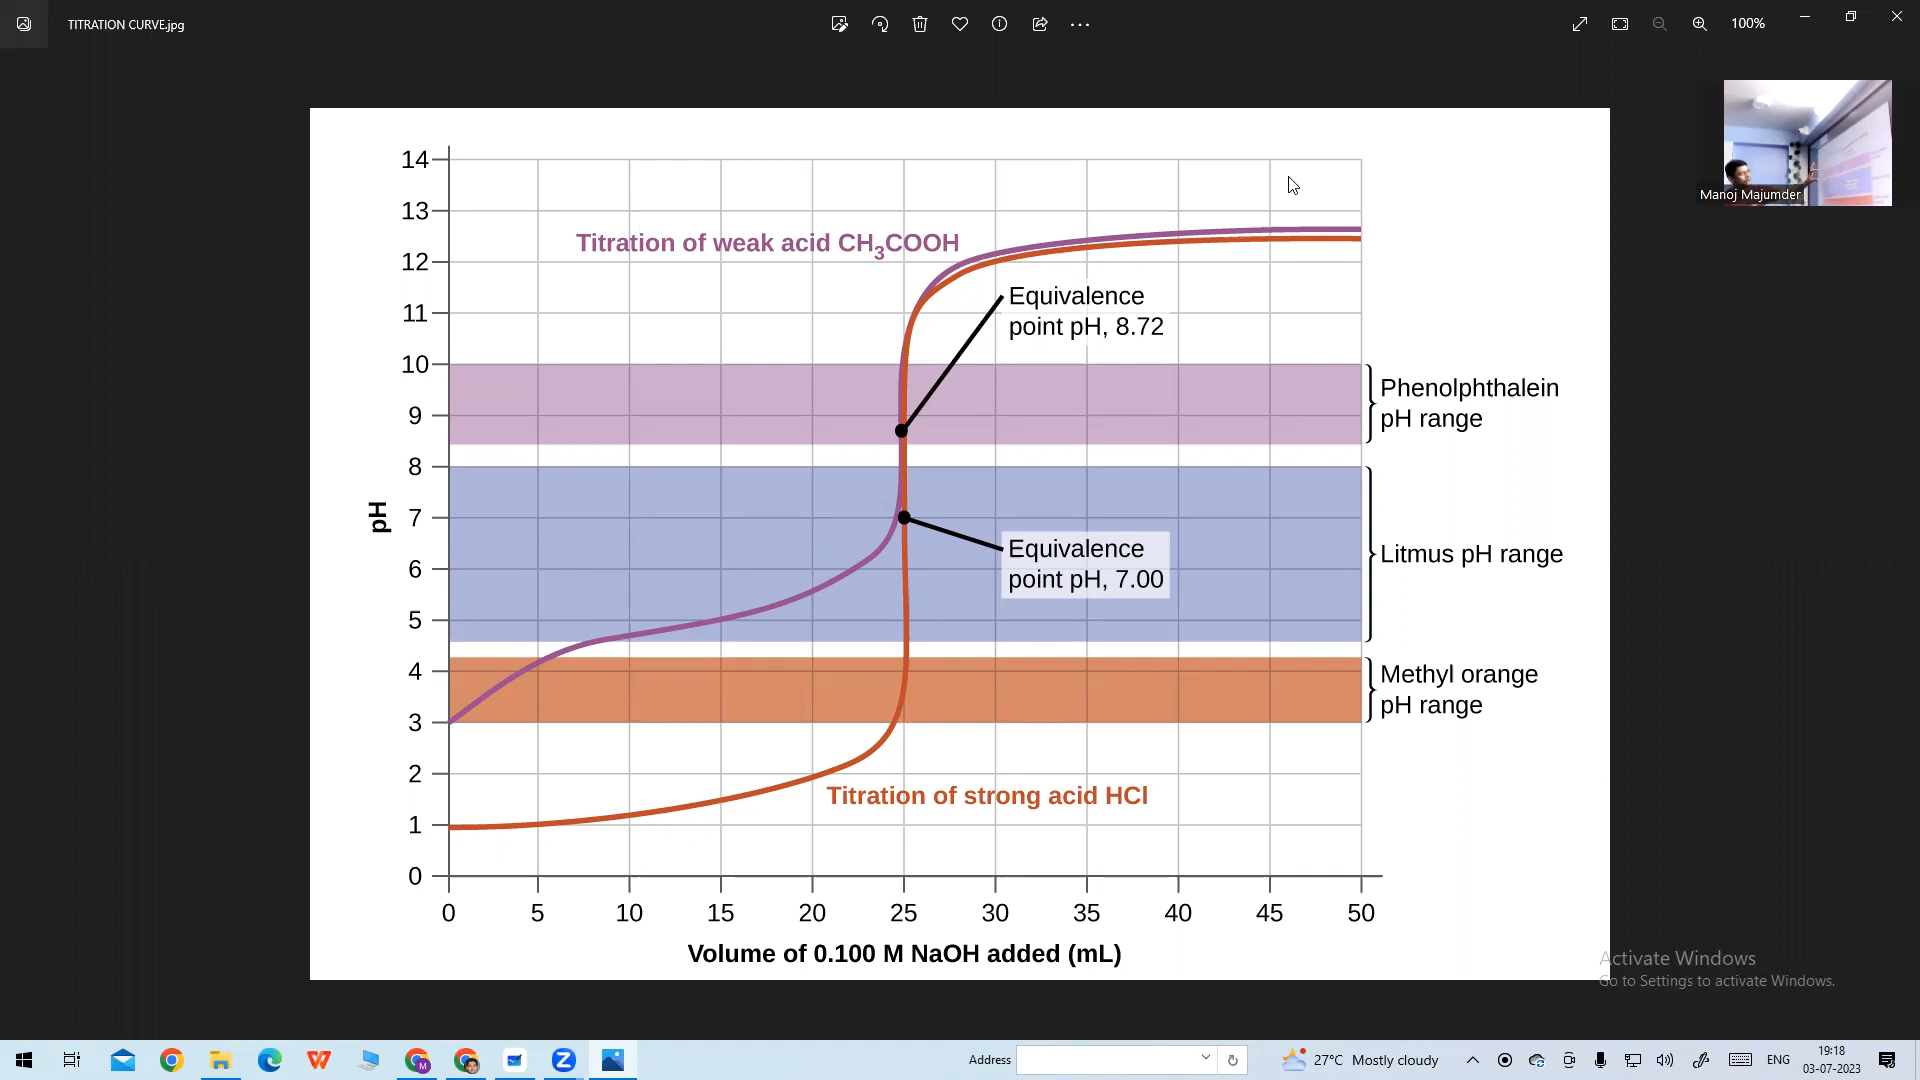 TITRATION CURVE.jpg
100%
Manoj Majumder
14
13
Titration of weak acid CH3COOH
12
Equivalence
point pH, 8.72
11
10
Phenolphthalein
pH range
9
8
pH
7
Equivalence
point pH, 7.00
Litmus pH range
6
5
4
Methyl orange
pH range
3
2
Titration of strong acid HCl
1
0
0 5 10 15 20 25 30 35 40 45 50
Volume of 0.100 M NaOH added (mL)
Activate Windows
Go to Settings to activate Windows.
Address
27°C Mostly cloudy
ENG
19:18
03-07-2023